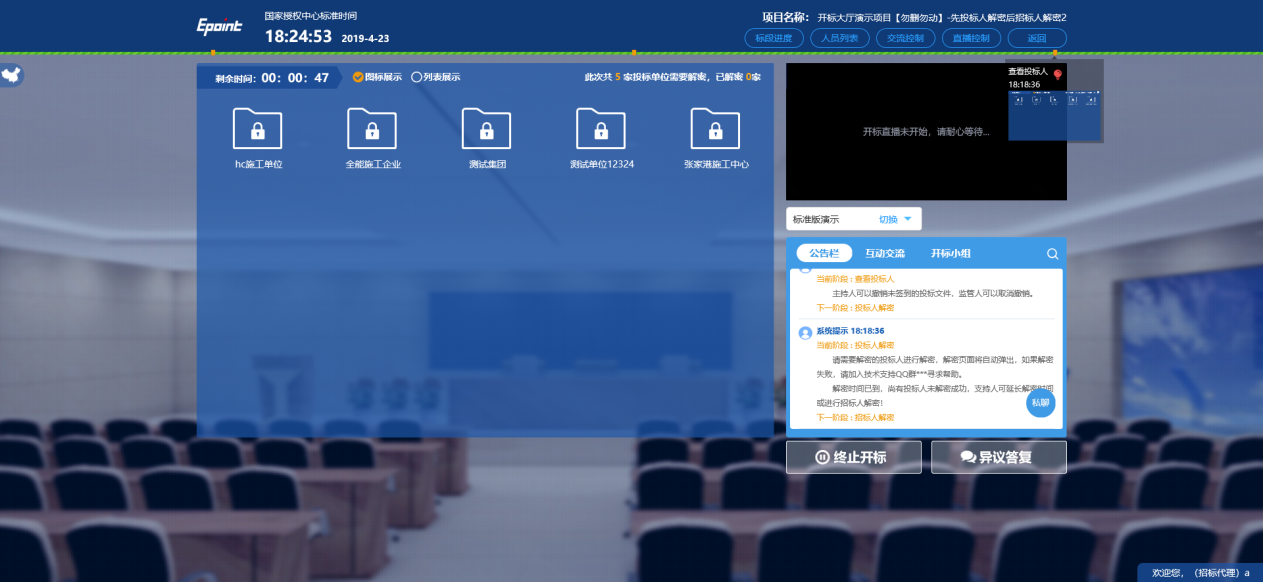 Epoint
国家授权中心标准时间
18:24:53 2019-4-23
项目名称： 开标大厅演示项目【勿删勿动】-先投标人解密后招标人解密2
标段进度 人员列表 交流控制 直播控制 返回
剩余时间： 00： 00： 47
图标展示 列表展示
此次共 5 家投标单位需要解密，已解密 0家
hc施工单位
全能施工企业
测试集团
测试单位12324
张家港施工中心
查看投标人
18:18:36
开标直播未开始，请耐心等待...
标准版演示 切换
公告栏 互动交流 开标小组
当前阶段：查看投标人
主持人可以撤销未签到的投标文件，监管人可以取消撤销。
下一阶段：投标人解密
系统提示 18:18:36
当前阶段：投标人解密
请需要解密的投标人进行解密，解密页面将自动弹出，如果解密
失败，请加入技术支持QQ群***寻求帮助。
解密时间已到，尚有投标人未解密成功，支持人可延长解密时间
或进行招标人解密！
下一阶段：招标人解密
私聊
终止开标
异议答复
欢迎您，（招标代理）a